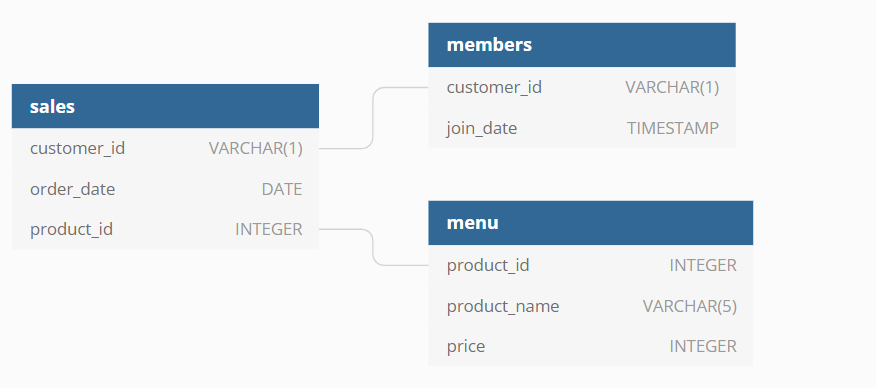 sales
customer_id VARCHAR(1)
order_date DATE
product_id INTEGER
members
customer_id VARCHAR(1)
join_date TIMESTAMP
menu
product_id INTEGER
product_name VARCHAR(5)
price INTEGER